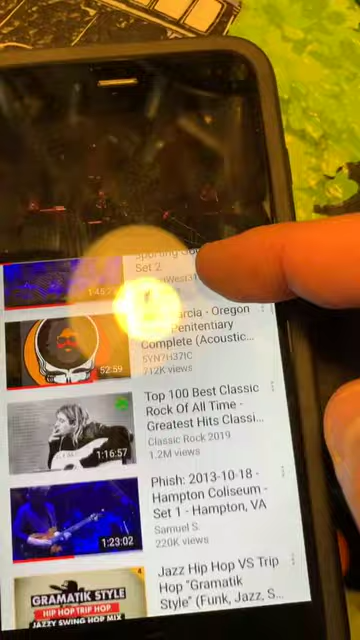 Set 2
1:45:2
arcia - Oregon
Penitentiary
Complete (Acoustic...
SYN7H37IC
712K views
52:59
Top 100 Best Classic
Rock Of All Time -
Greatest Hits Classi...
Classic Rock 2019
1.2M views
1:16:57
Phish: 2013-10-18 -
Hampton Coliseum -
Set 1 - Hampton, VA
Samuel S.
220K views
1:23:02
Jazz Hip Hop VS Trip
Hop "Gramatik
Style" (Funk, Jazz, S...
GRAMATIK STYLE
HIP HOP TRIP HOP
JAZZY SWING HOP MIX